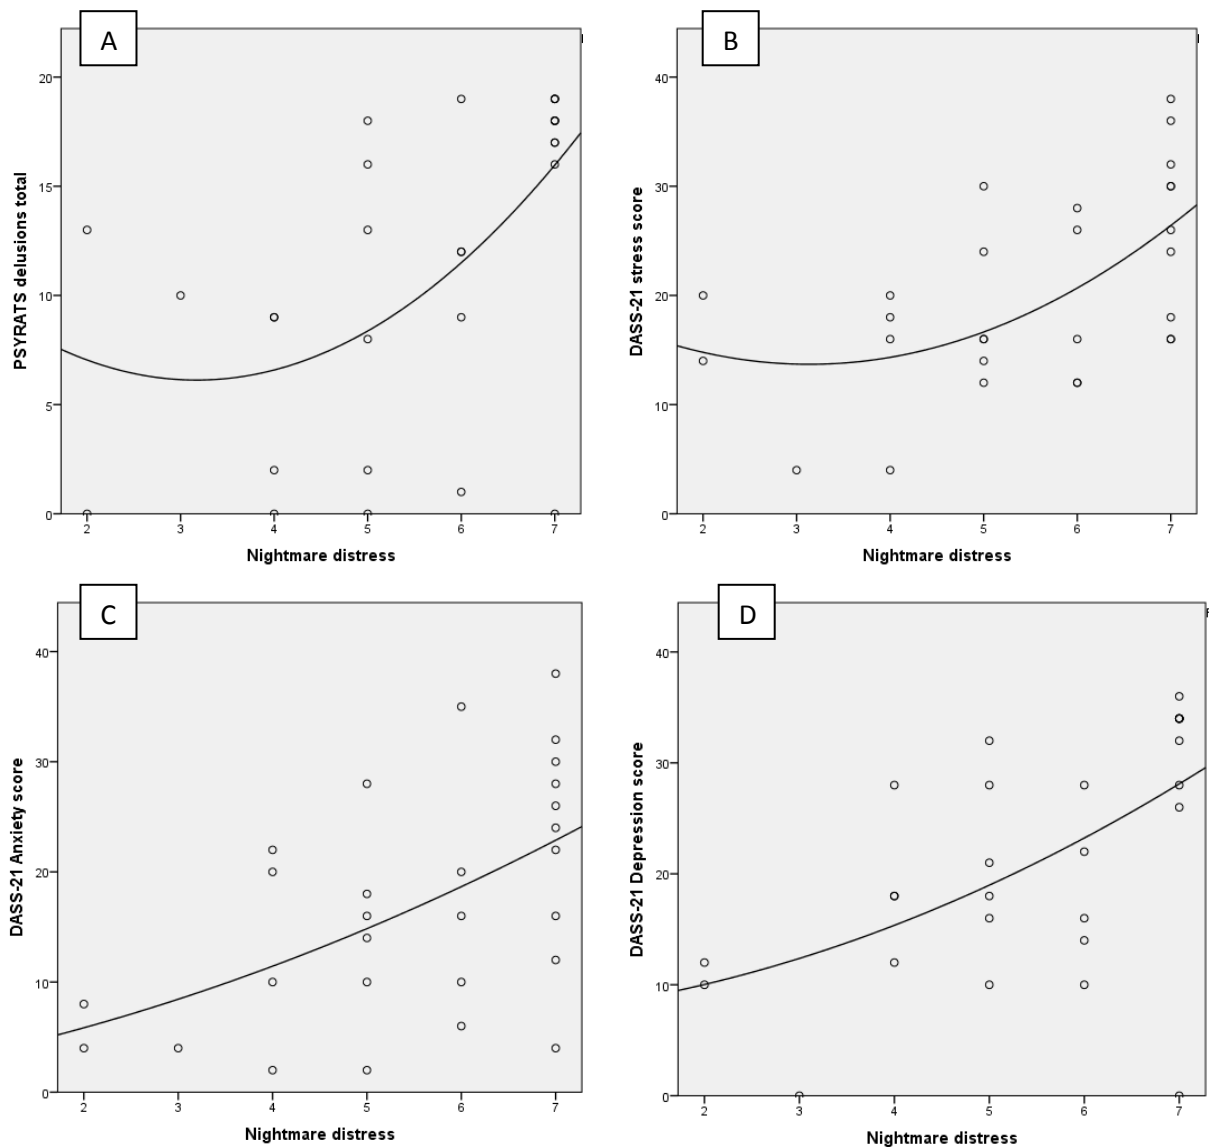 A
20
15
10
5
0
PSYRATS delusions total
2 3 4 5 6 7
Nightmare distress
B
40
30
20
10
0
DASS-21 stress score
2 3 4 5 6 7
Nightmare distress
C
40
30
20
10
0
DASS-21 Anxiety score
2 3 4 5 6 7
Nightmare distress
D
40
30
20
10
0
DASS-21 Depression score
2 3 4 5 6 7
Nightmare distress